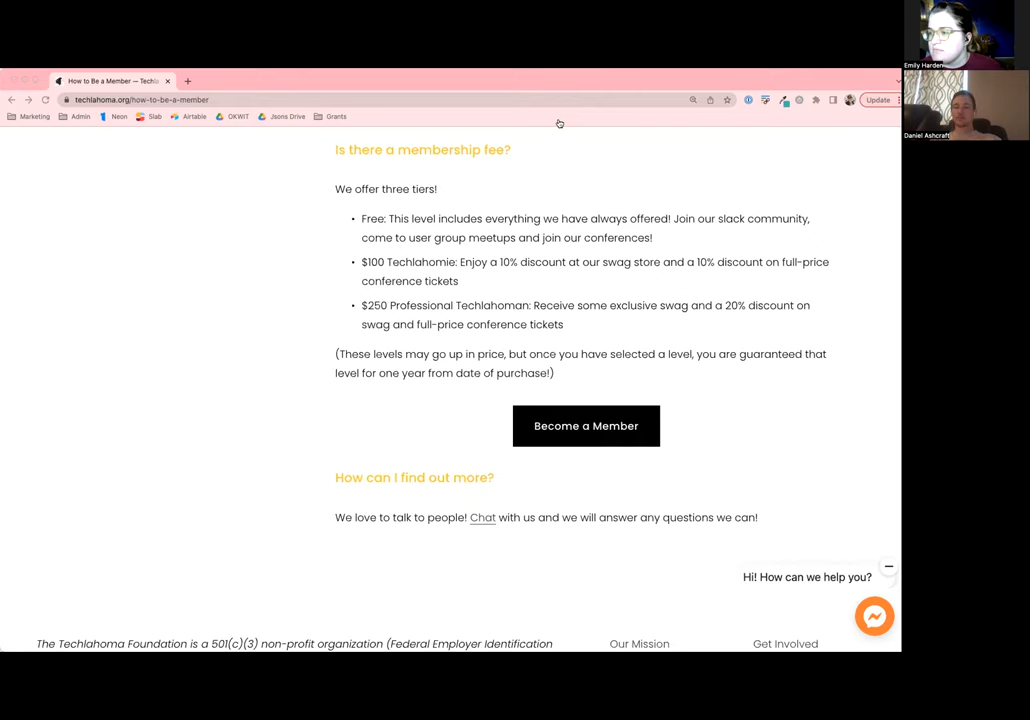 Emily Harden
How to Be a Member — Techla
techlahoma.org/how-to-be-a-member
Update
Marketing
Admin
Neon
Slab
Airtable
OKWIT
Jsons Drive
Grants
Daniel Ashcraft
Is there a membership fee?
We offer three tiers!
• Free: This level includes everything we have always offered! Join our slack community,
come to user group meetups and join our conferences!
• $100 Techlahomie: Enjoy a 10% discount at our swag store and a 10% discount on full-price
conference tickets
• $250 Professional Techlahoman: Receive some exclusive swag and a 20% discount on
swag and full-price conference tickets
(These levels may go up in price, but once you have selected a level, you are guaranteed that
level for one year from date of purchase!)
Become a Member
How can I find out more?
We love to talk to people! Chat with us and we will answer any questions we can!
Hi! How can we help you?
The Techlahoma Foundation is a 501(c)(3) non-profit organization (Federal Employer Identification
Our Mission
Get Involved